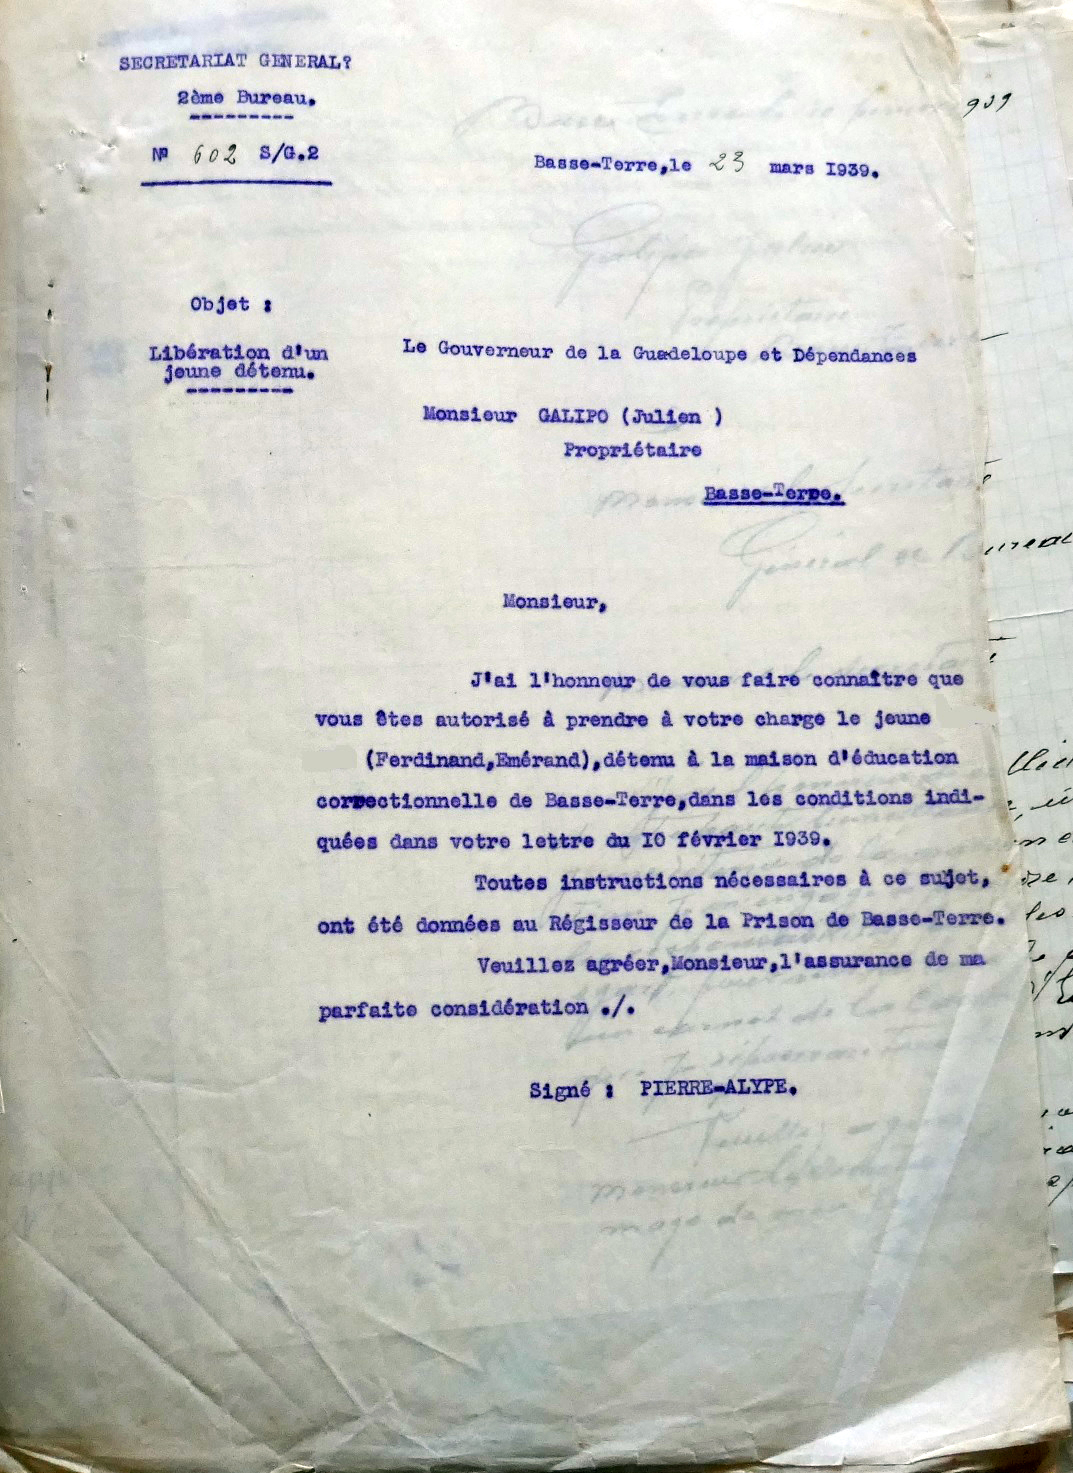 SECRETARIAT GENERAL?
2ème Bureau.
---------
Nº 602 S/G.2
Basse-Terre,le 23 mars I939.
Objet :
Libération d'un
jeune détenu.
---------
Le Gouverneur de la Guadeloupe et Dépendances
Monsieur GALIPO (Julien )
Propriétaire
Basse-Terre.
Monsieur,
J'ai l'honneur de vous faire connaître que
vous êtes autorisé à prendre à votre charge le jeune
(Ferdinand,Emérand),détenu à la maison d'éducation
correctionnelle de Basse-Terre,dans les conditions indi-
quées dans votre lettre du IO février I939.
Toutes instructions nécessaires à ce sujet,
ont été données au Régisseur de la Prison de Basse-Terre.
Veuillez agréer,Monsieur,l'assurance de ma
parfaite considération ./.
Signé : PIERRE-ALYPE.